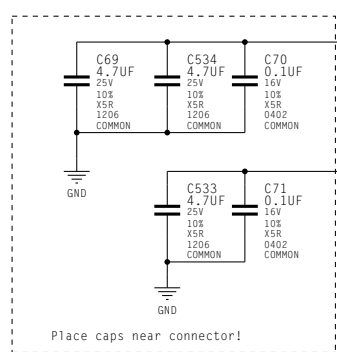 C69
4.7UF
25V
10%
X5R
1206
COMMON
C534
4.7UF
25V
10%
X5R
1206
COMMON
C70
0.1UF
16V
10%
X5R
0402
COMMON
GND
C533
4.7UF
25V
10%
X5R
1206
COMMON
C71
0.1UF
16V
10%
X5R
0402
COMMON
GND
Place caps near connector!